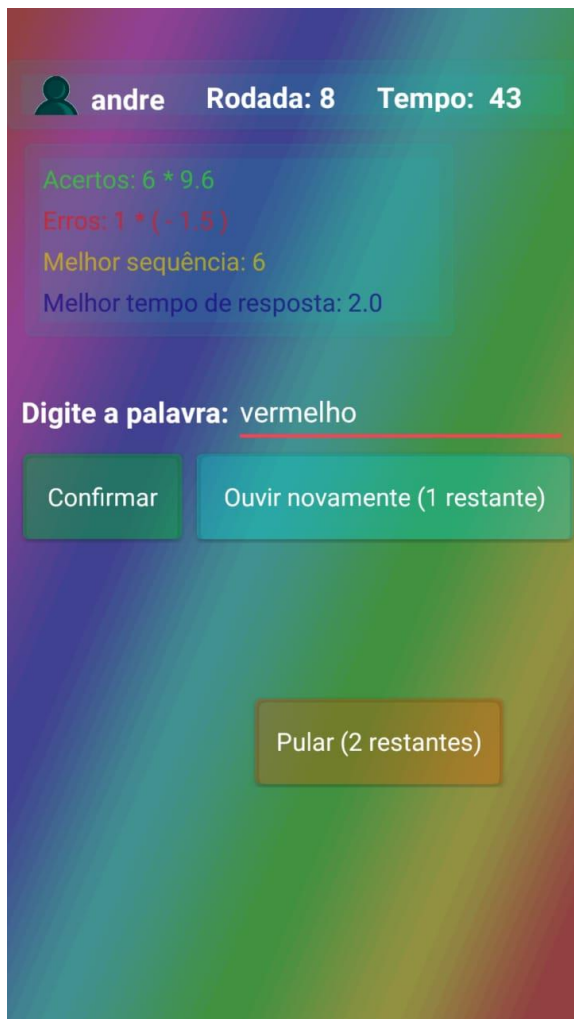 andre Rodada: 8 Tempo: 43
Acertos: 6 * 9.6
Erros: 1 * ( - 1.5 )
Melhor sequência: 6
Melhor tempo de resposta: 2.0
Digite a palavra: vermelho
Confirmar Ouvir novamente (1 restante)
Pular (2 restantes)